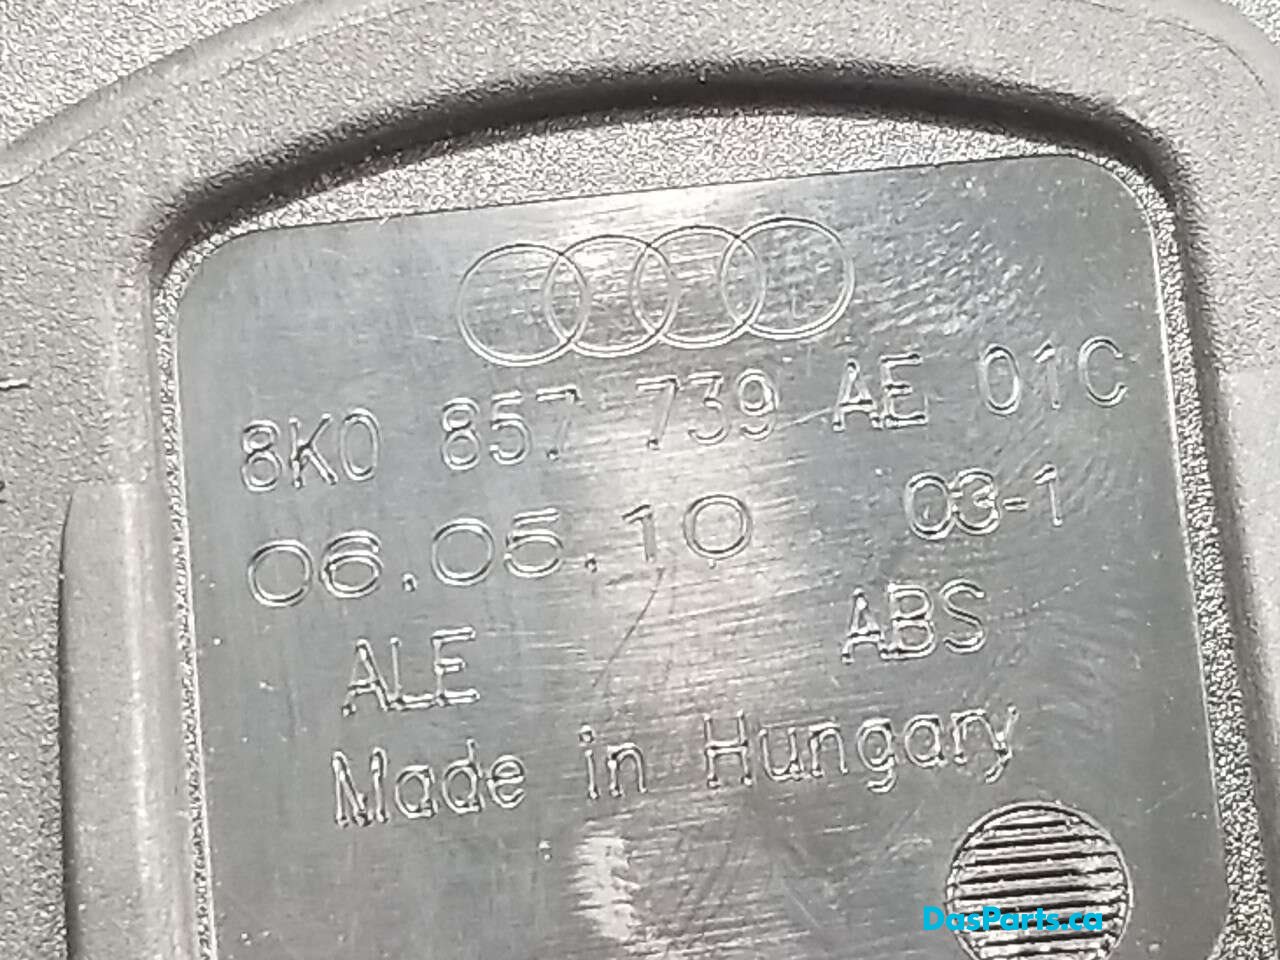 8K0 857 739 AE 01C
06.05.10 03-1
ALE ABS
Made in Hungary
DasParts.ca